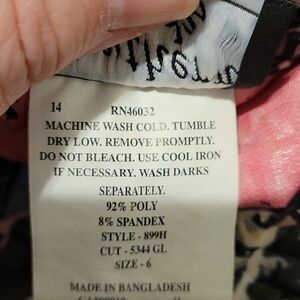 14 RN46032
MACHINE WASH COLD. TUMBLE
DRY LOW. REMOVE PROMPTLY.
DO NOT BLEACH. USE COOL IRON
IF NECESSARY. WASH DARKS
SEPARATELY.
92% POLY
8% SPANDEX
STYLE - 899H
CUT - 5344 GL
SIZE - 6
MADE IN BANGLADESH